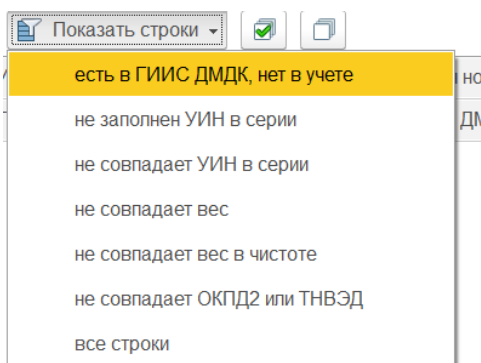 Показать строки
есть в ГИИС ДМДК, нет в учете
не заполнен УИН в серии
не совпадает УИН в серии
не совпадает вес
не совпадает вес в чистоте
не совпадает ОКПД2 или ТНВЭД
все строки